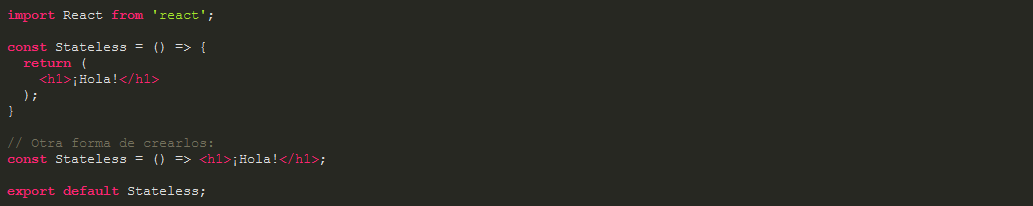 import React from 'react';
const Stateless = () => {
return (
<h1>¡Hola!</h1>
);
}
// Otra forma de crearlos:
const Stateless = () => <h1>¡Hola!</h1>;
export default Stateless;